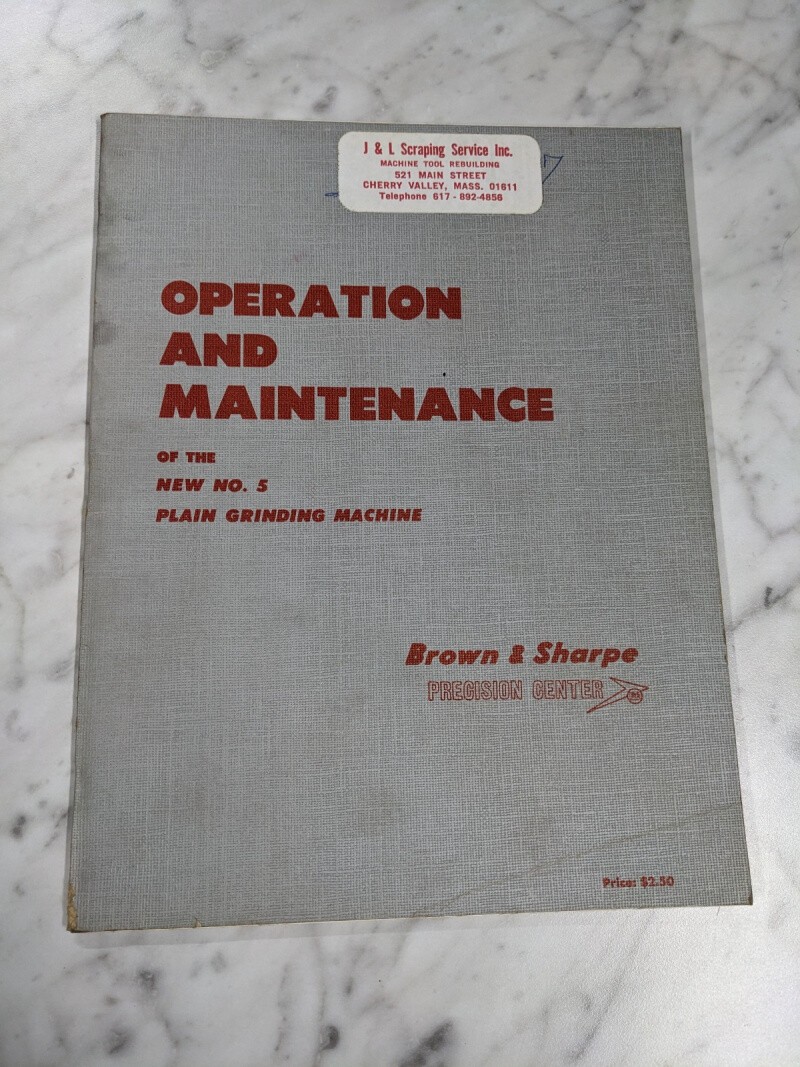 J & L Scraping Service Inc.
MACHINE TOOL REBUILDING
521 MAIN STREET
CHERRY VALLEY, MASS. 01611
Telephone 617 - 892-4856
OPERATION
AND
MAINTENANCE
OF THE
NEW NO. 5
PLAIN GRINDING MACHINE
Brown & Sharpe
PRECISION CENTER
Price: $2.50